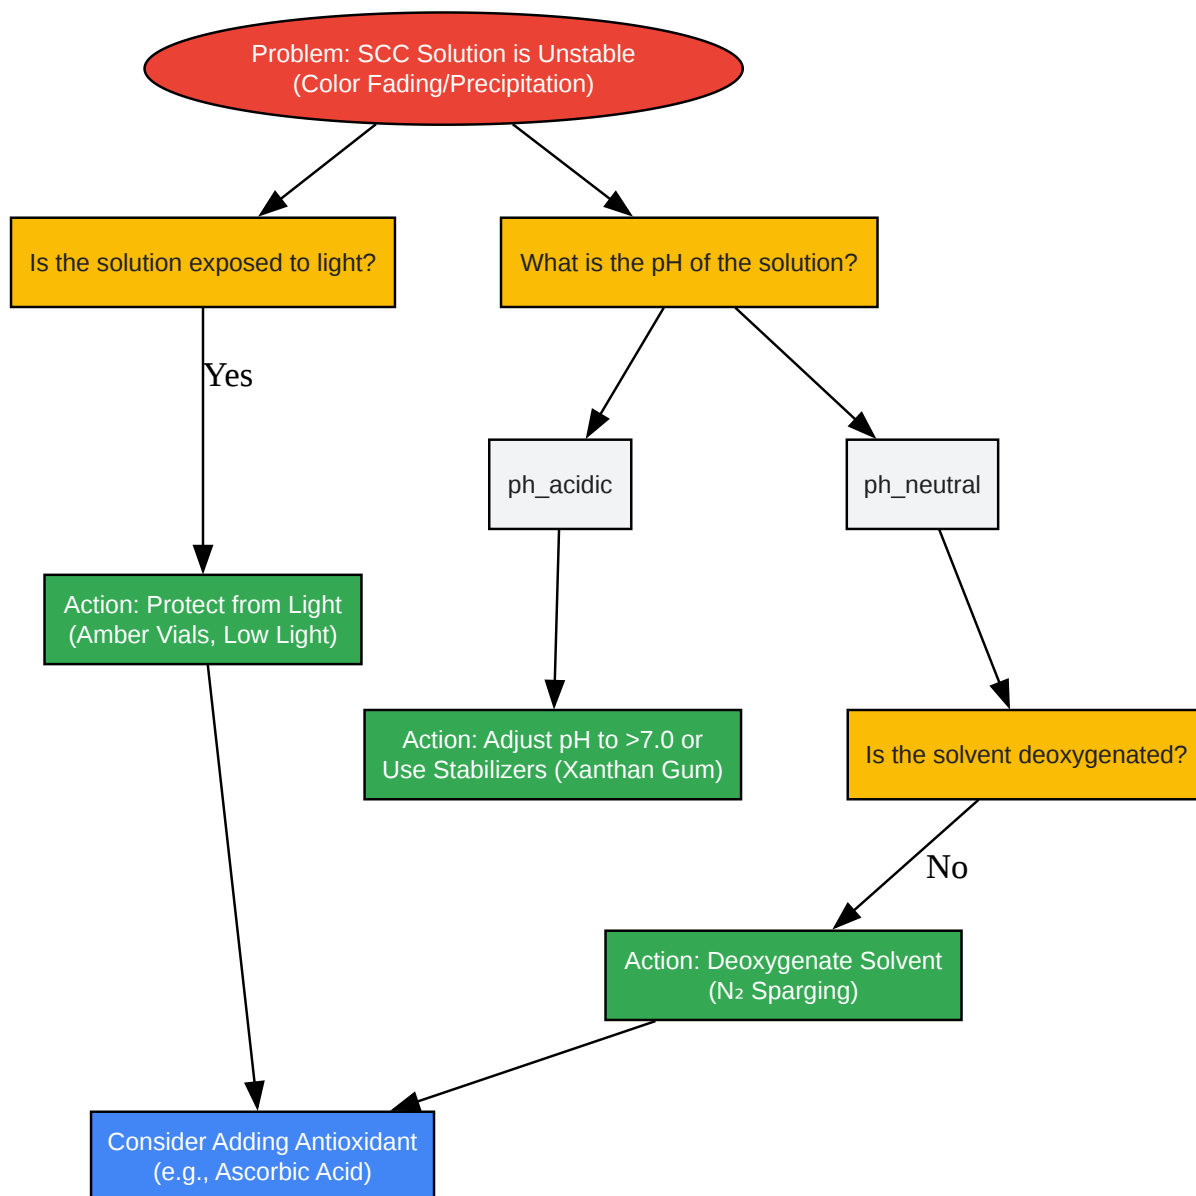 Problem: SCC Solution is Unstable
(Color Fading/Precipitation)
Is the solution exposed to light?
What is the pH of the solution?
Yes
ph_acidic
ph_neutral
Action: Protect from Light
(Amber Vials, Low Light)
Action: Adjust pH to >7.0 or
Use Stabilizers (Xanthan Gum)
Is the solvent deoxygenated?
No
Action: Deoxygenate Solvent
(N₂ Sparging)
Consider Adding Antioxidant
(e.g., Ascorbic Acid)